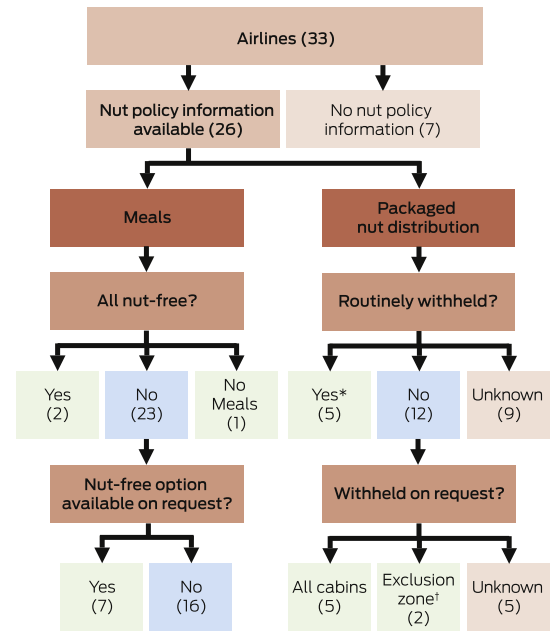 Airlines (33)
Nut policy information
available (26)
No nut policy
information (7)
Meals
Packaged
nut distribution
All nut-free?
Routinely withheld?
Yes
(2)
No
(23)
No
Meals
(1)
Yes*
(5)
No
(12)
Unknown
(9)
Nut-free option
available on request?
Withheld on request?
Yes
(7)
No
(16)
All cabins
(5)
Exclusion
zone†
(2)
Unknown
(5)